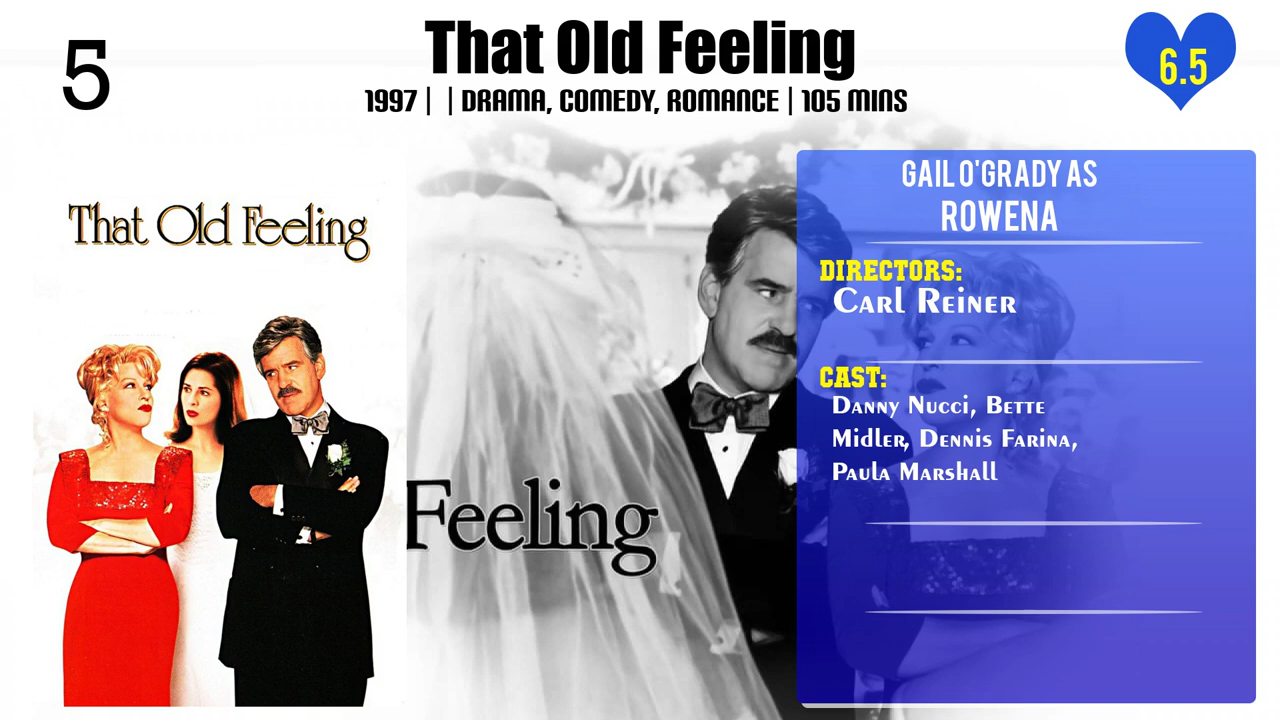 5
That Old Feeling
6.5
1997 | | DRAMA, COMEDY, ROMANCE | 105 MINS
GAIL O'GRADY AS
ROWENA
That Old Feeling
DIRECTORS:
Carl Reiner
CAST:
Danny Nucci, Bette
Midler, Dennis Farina,
Paula Marshall
Feeling